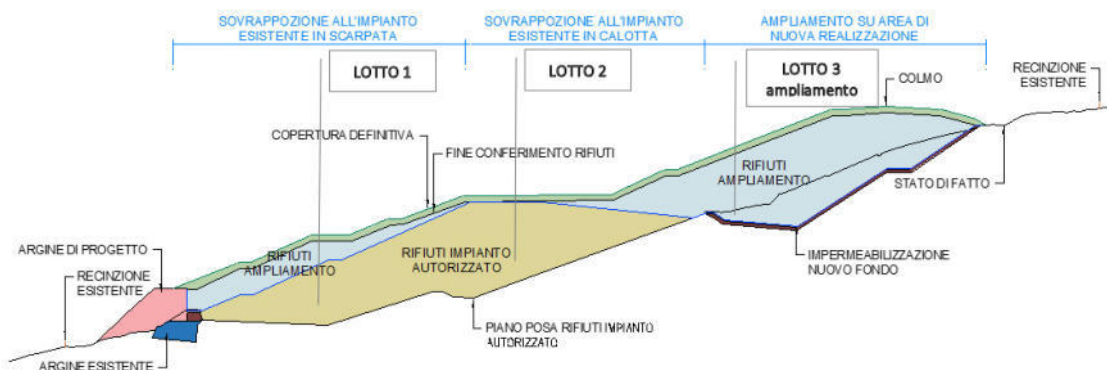 SOVRAPPOZIONE ALL'IMPIANTO
ESISTENTE IN SCARPATA
SOVRAPPOZIONE ALL'IMPIANTO
ESISTENTE IN CALOTTA
AMPLIAMENTO SU AREA DI
NUOVA REALIZZAZIONE
LOTTO 1
LOTTO 2
LOTTO 3
ampliamento
COLMO
RECINZIONE
ESISTENTE
COPERTURA DEFINITIVA
FINE CONFERIMENTO RIFIUTI
RIFIUTI
AMPLIAMENTO
STATO DI FATTO
ARGINE DI PROGETTO
RECINZIONE
ESISTENTE
RIFIUTI
AMPLIAMENTO
RIFIUTI IMPIANTO
AUTORIZZATO
IMPERMEABILIZZAZIONE
NUOVO FONDO
PIANO POSA RIFIUTI IMPIANTO
AUTORIZZATO
ARGINE ESISTENTE